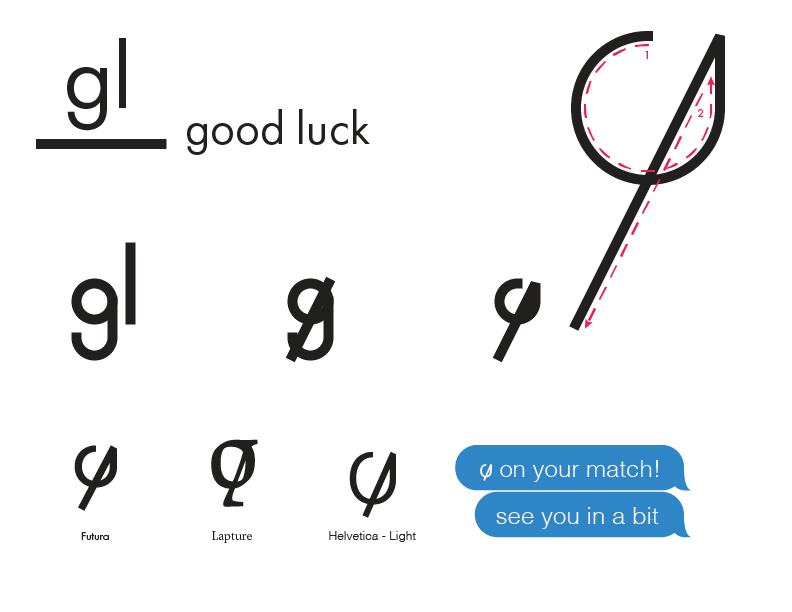 gl
good luck
1
2
gl
Futura
Lapture
Helvetica - Light
on your match!
see you in a bit